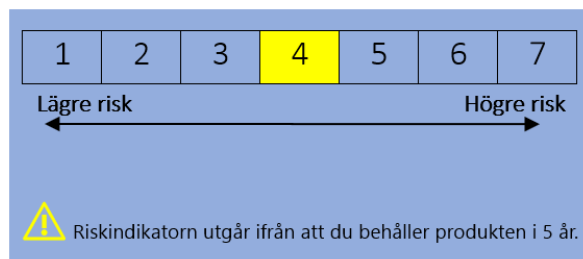 1 2 3 4 5 6 7
Lägre risk Högre risk
Riskindikatorn utgår ifrån att du behåller produkten i 5 år.